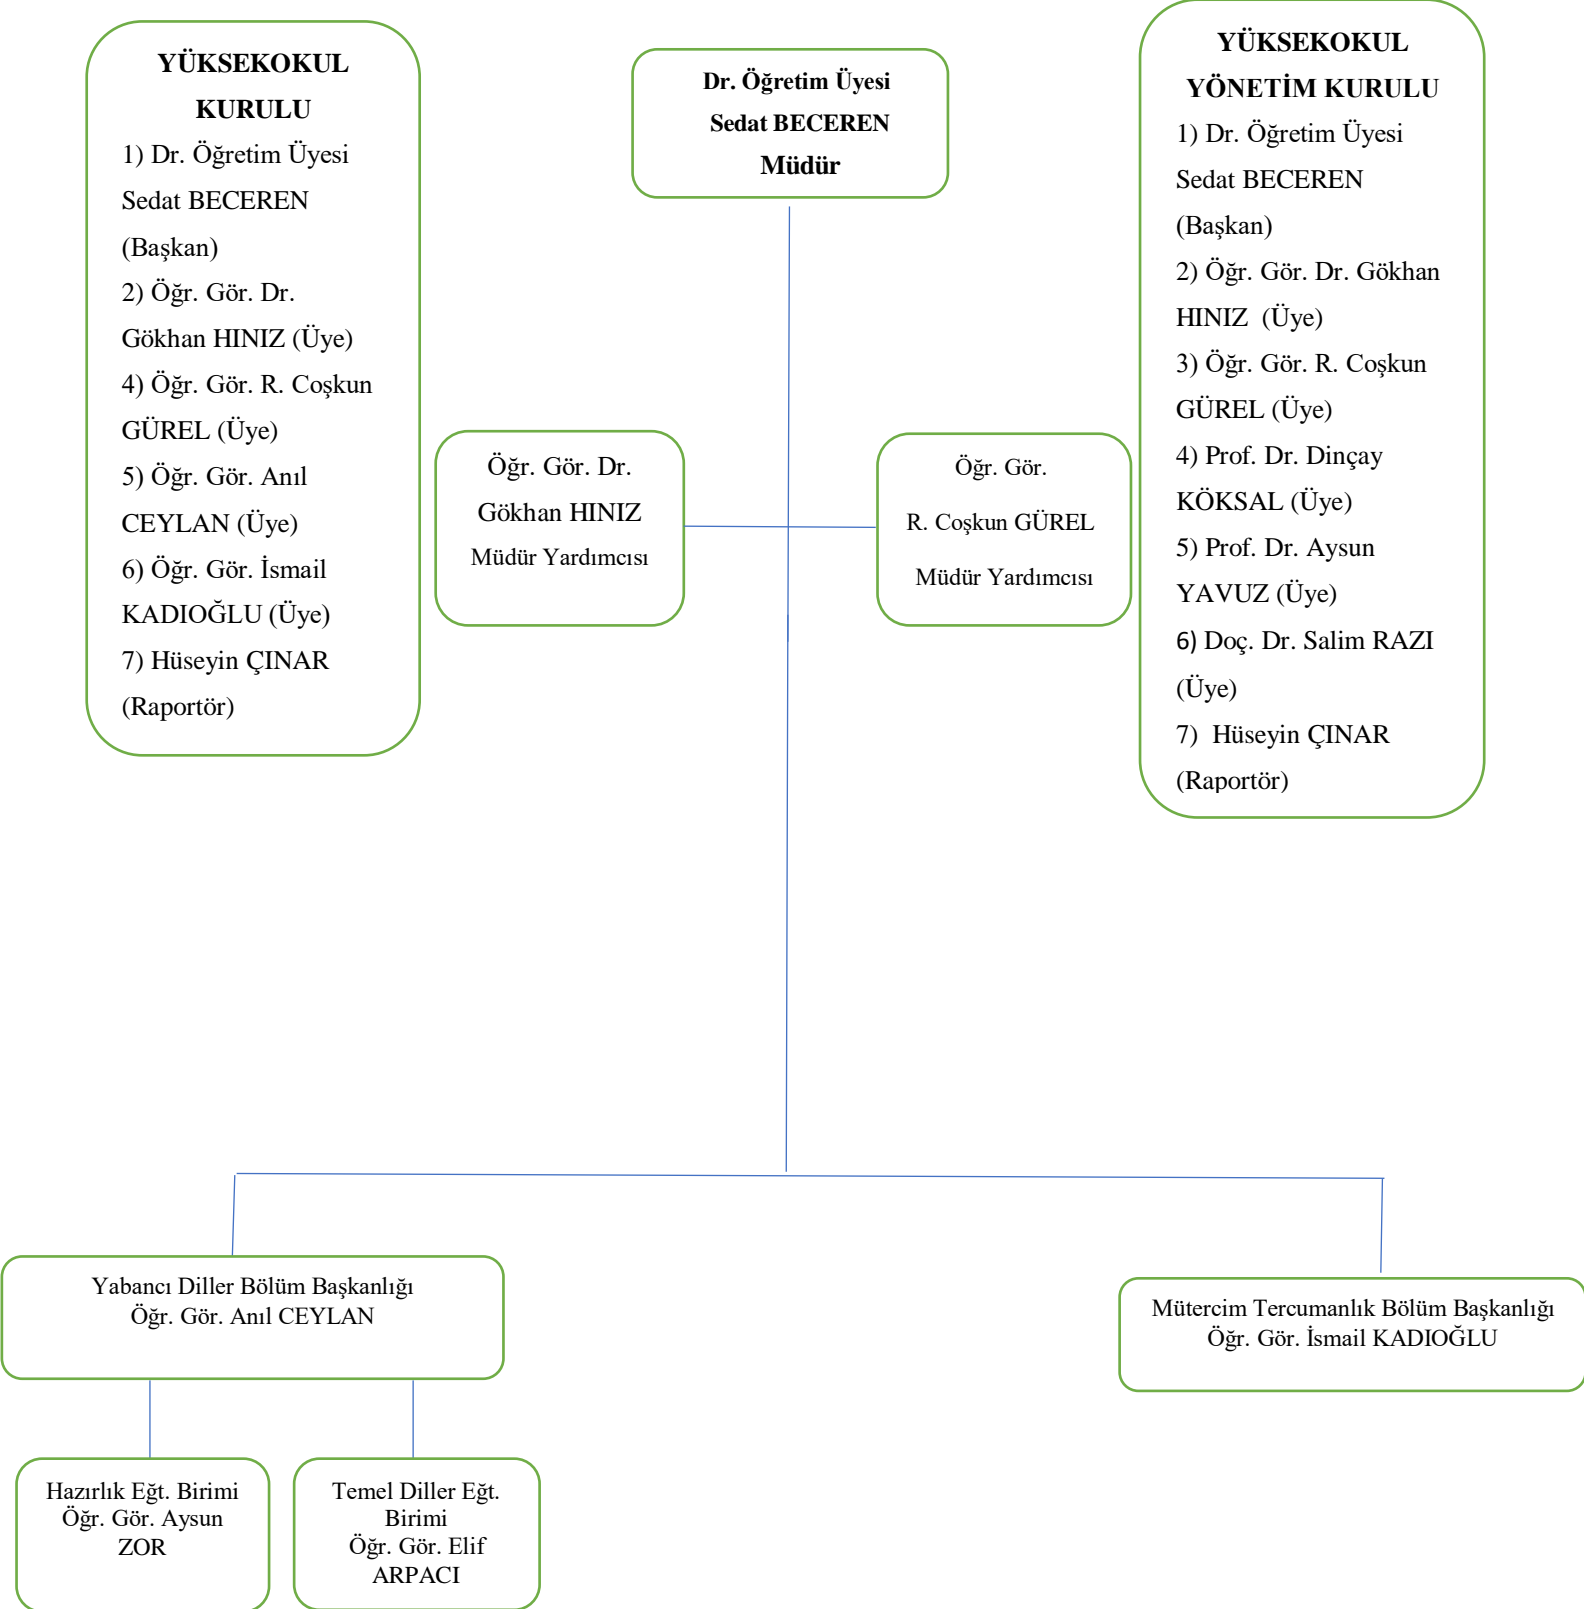 YÜKSEKOKUL
KURULU
1) Dr. Öğretim Üyesi
Sedat BECEREN
(Başkan)
2) Öğr. Gör. Dr.
Gökhan HINIZ (Üye)
4) Öğr. Gör. R. Coşkun
GÜREL (Üye)
5) Öğr. Gör. Anıl
CEYLAN (Üye)
6) Öğr. Gör. İsmail
KADIOĞLU (Üye)
7) Hüseyin ÇINAR
(Raportör)
Dr. Öğretim Üyesi
Sedat BECEREN
Müdür
YÜKSEKOKUL
YÖNETİM KURULU
1) Dr. Öğretim Üyesi
Sedat BECEREN
(Başkan)
2) Öğr. Gör. Dr. Gökhan
HINIZ (Üye)
3) Öğr. Gör. R. Coşkun
GÜREL (Üye)
4) Prof. Dr. Dinçay
KÖKSAL (Üye)
5) Prof. Dr. Aysun
YAVUZ (Üye)
6) Doç. Dr. Salim RAZI
(Üye)
7) Hüseyin ÇINAR
(Raportör)
Öğr. Gör. Dr.
Gökhan HINIZ
Müdür Yardımcısı
Öğr. Gör.
R. Coşkun GÜREL
Müdür Yardımcısı
Yabancı Diller Bölüm Başkanlığı
Öğr. Gör. Anıl CEYLAN
Mütercim Tercumanlık Bölüm Başkanlığı
Öğr. Gör. İsmail KADIOĞLU
Hazırlık Eğt. Birimi
Öğr. Gör. Aysun
ZOR
Temel Diller Eğt.
Birimi
Öğr. Gör. Elif
ARPACI